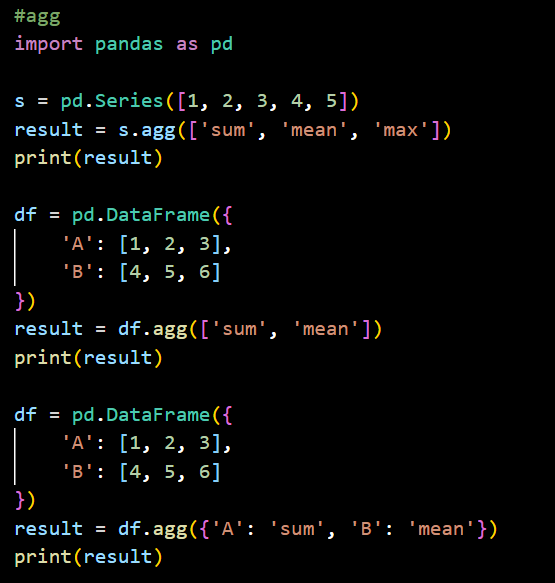 #agg
import pandas as pd

s = pd.Series([1, 2, 3, 4, 5])
result = s.agg(['sum', 'mean', 'max'])
print(result)

df = pd.DataFrame({
    'A': [1, 2, 3],
    'B': [4, 5, 6]
})
result = df.agg(['sum', 'mean'])
print(result)

df = pd.DataFrame({
    'A': [1, 2, 3],
    'B': [4, 5, 6]
})
result = df.agg({'A': 'sum', 'B': 'mean'})
print(result)